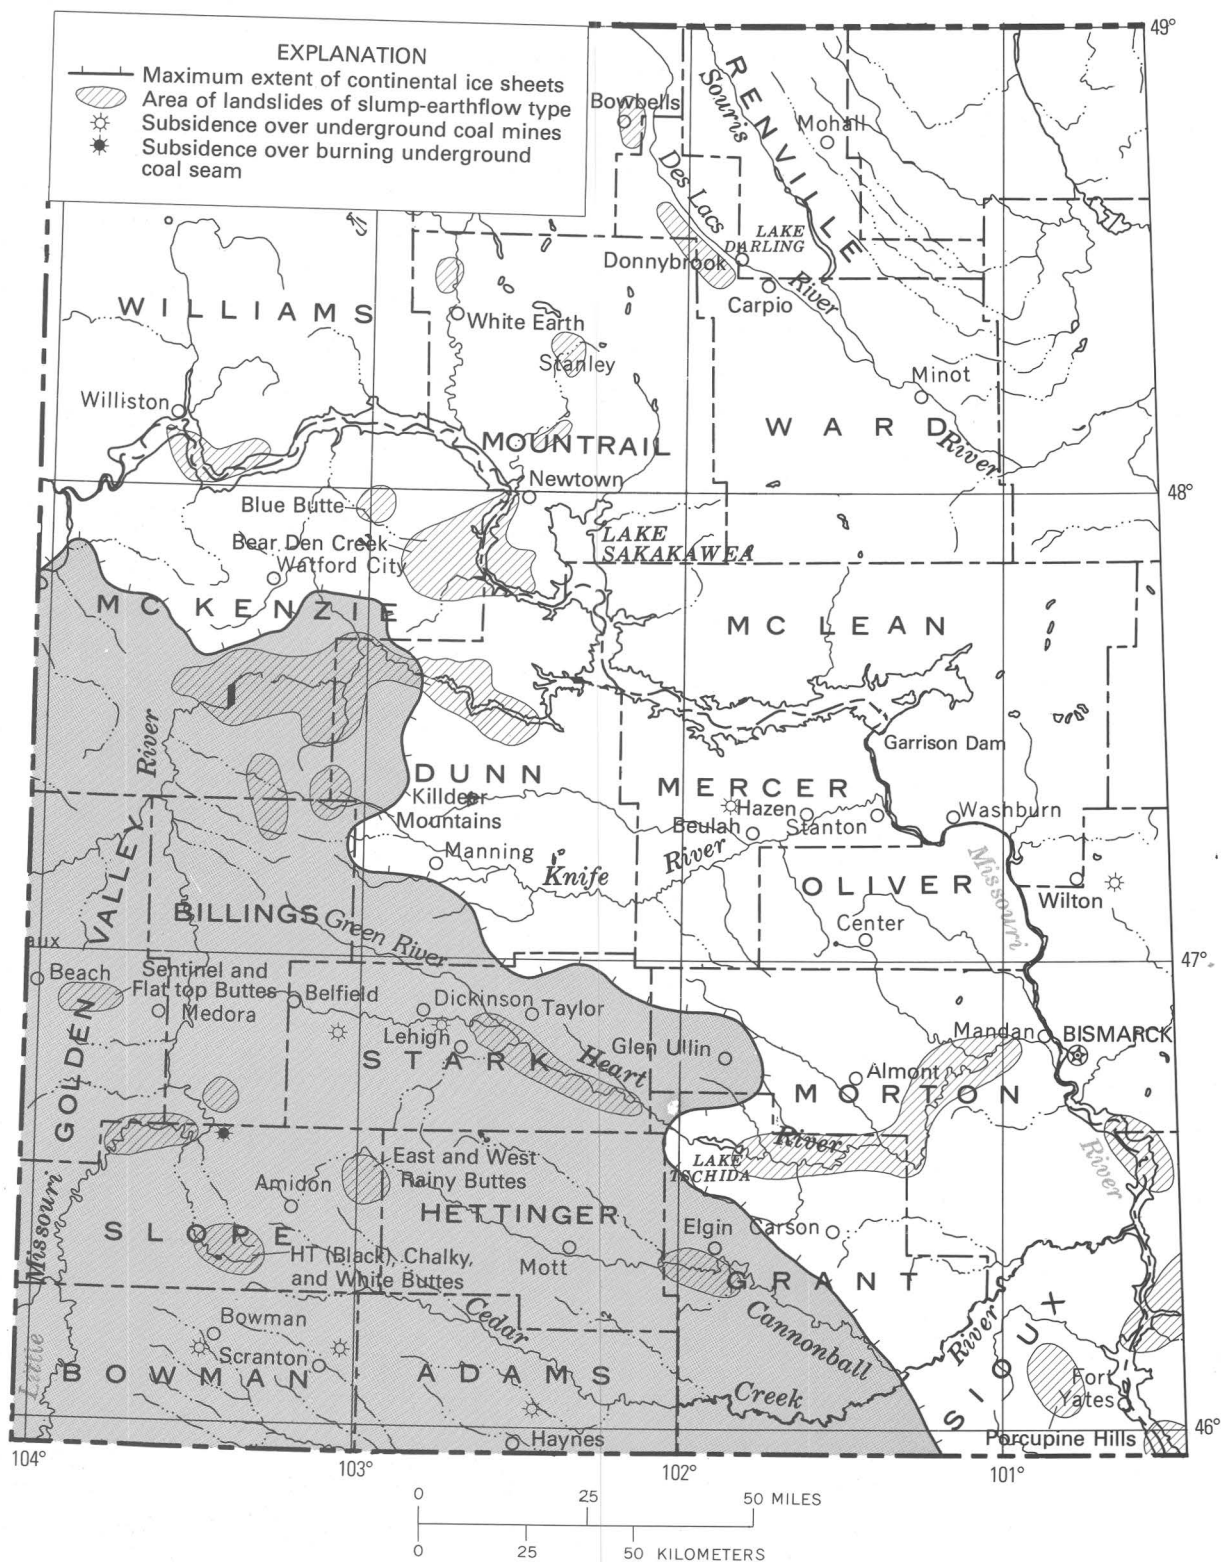 49°
EXPLANATION
Maximum extent of continental ice sheets
Area of landslides of slump-earthflow type
Subsidence over underground coal mines
Subsidence over burning underground
coal seam
Bowbells
Souris
RENVILLE
Mohall
Des Lacs
LAKE
DARLING
Donnybrook
River
Carpio
WILLIAMS
White Earth
Stanley
Minot
Williston
WARD
River
MOUNTRAIL
Newtown
48°
Blue Butte
LAKE
SAKAKAWEA
Bear Den Creek
Watford City
MCKENZIE
MCLEAN
River
Garrison Dam
DUNN
MERCER
Killdeer
Mountains
Hazen
Washburn
Beulah
Stanton
River
Manning
Knife
Missouri
OLIVER
Wilton
VALLEY
BILLINGS
Green River
Center
aux
47°
Beach
Sentinel and
Flat top Buttes
Medora
Belfield
Dickinson
Taylor
Lehigh
Glen Ullin
Mandan
BISMARCK
GOLDEN
STARK
Heart
Almont
MORTON
River
LAKE
TSCHIDA
East and West
Rainy Buttes
River
Amidon
Missouri
SLOPE
HETTINGER
Elgin
Carson
HT (Black), Chalky,
and White Buttes
Mott
GRANT
Cedar
Cannonball
River
SIOUX
Bowman
Scranton
Little
BOWMAN
ADAMS
Creek
Fort
Yates
Haynes
Porcupine Hills
46°
104°
103°
102°
101°
0
25
50 MILES
0
25
50 KILOMETERS